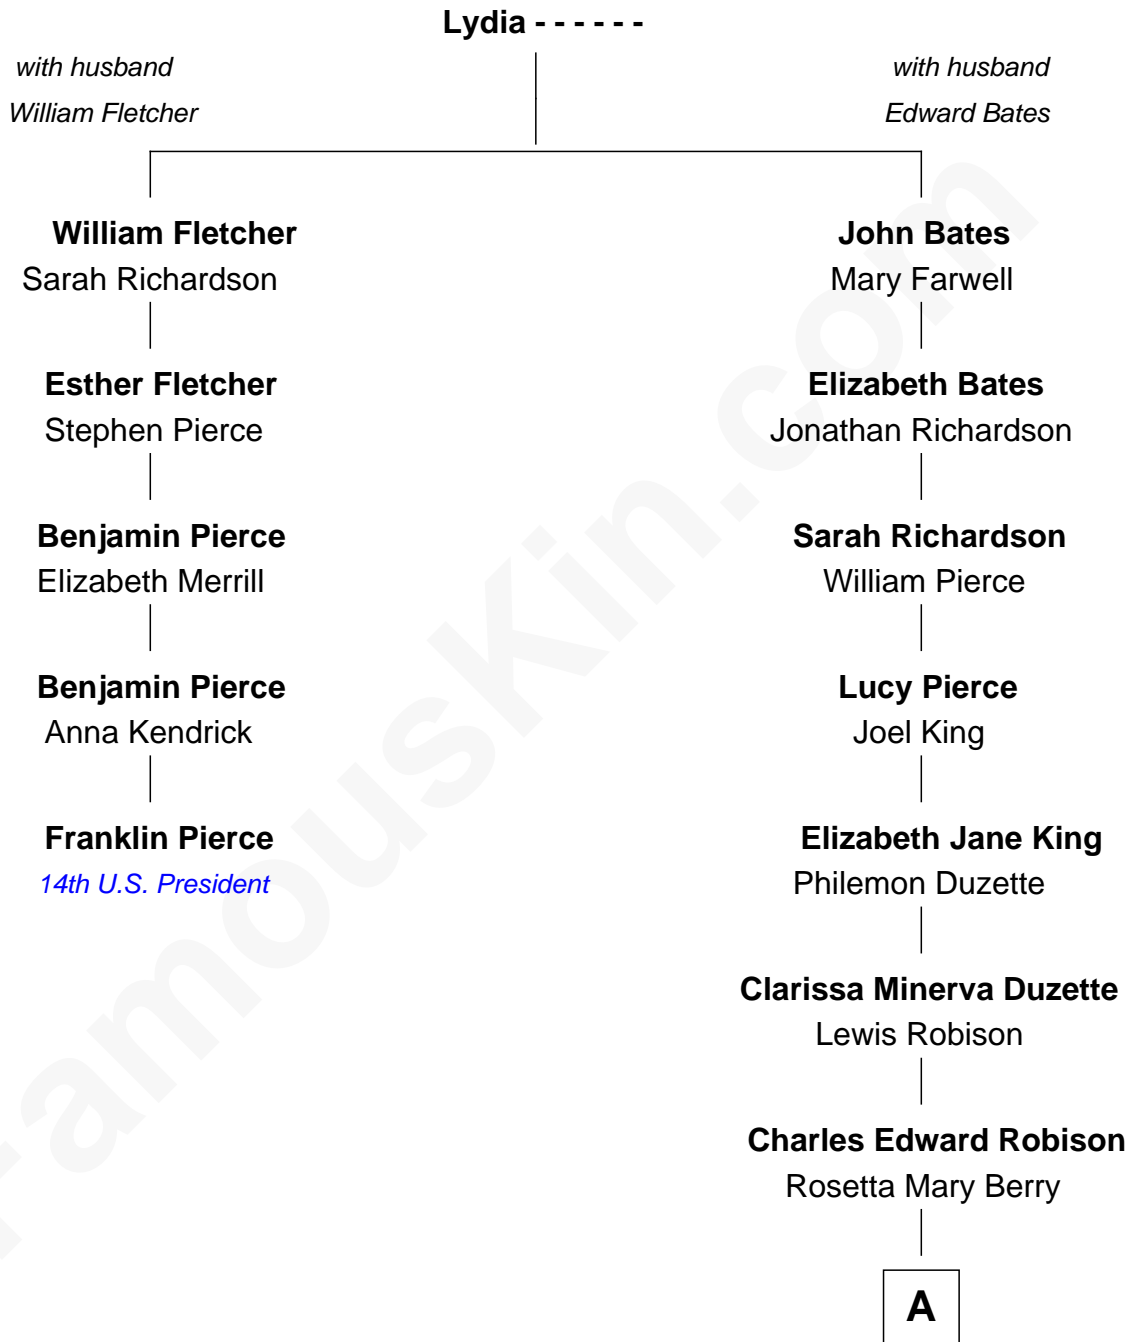 Lydia - - - - - -
with husband
William Fletcher
with husband
Edward Bates
William Fletcher
Sarah Richardson
Esther Fletcher
Stephen Pierce
Benjamin Pierce
Elizabeth Merrill
Benjamin Pierce
Anna Kendrick
Franklin Pierce
14th U.S. President
John Bates
Mary Farwell
Elizabeth Bates
Jonathan Richardson
Sarah Richardson
William Pierce
Lucy Pierce
Joel King
Elizabeth Jane King
Philemon Duzette
Clarissa Minerva Duzette
Lewis Robison
Charles Edward Robison
Rosetta Mary Berry
A
FamousKin.com